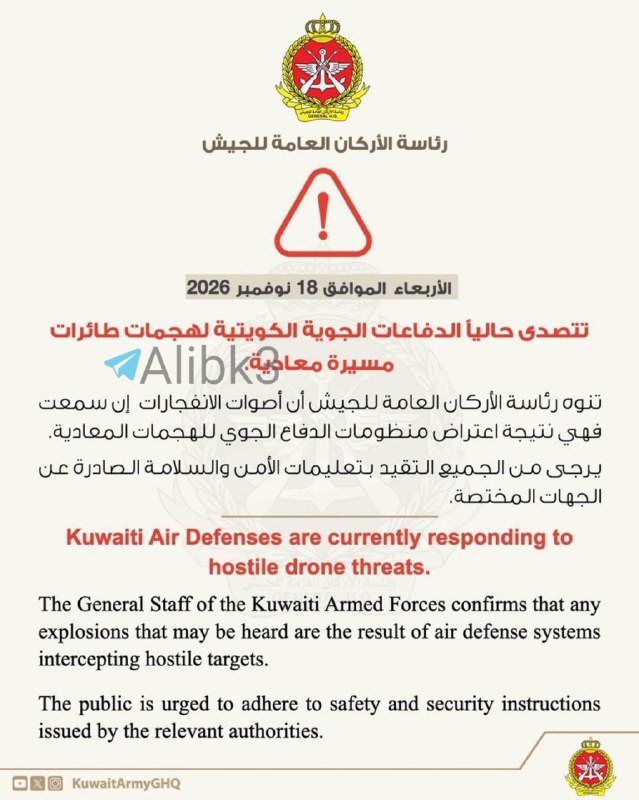 GENERAL H.Q.
رئاسة الأركان العامة للجيش
الأربعاء الموافق 18 نوفمبر 2026
تتصدى حالياً الدفاعات الجوية الكويتية لهجمات طائرات
مسيرة معادية.
Alibk3
تنوه رئاسة الأركان العامة للجيش أن أصوات الانفجارات إن سمعت
فهي نتيجة اعتراض منظومات الدفاع الجوي للهجمات المعادية.
يرجى من الجميع التقيد بتعليمات الأمن والسلامة الصادرة عن
الجهات المختصة.
Kuwaiti Air Defenses are currently responding to
hostile drone threats.
The General Staff of the Kuwaiti Armed Forces confirms that any
explosions that may be heard are the result of air defense systems
intercepting hostile targets.
The public is urged to adhere to safety and security instructions
issued by the relevant authorities.
KuwaitArmyGHQ